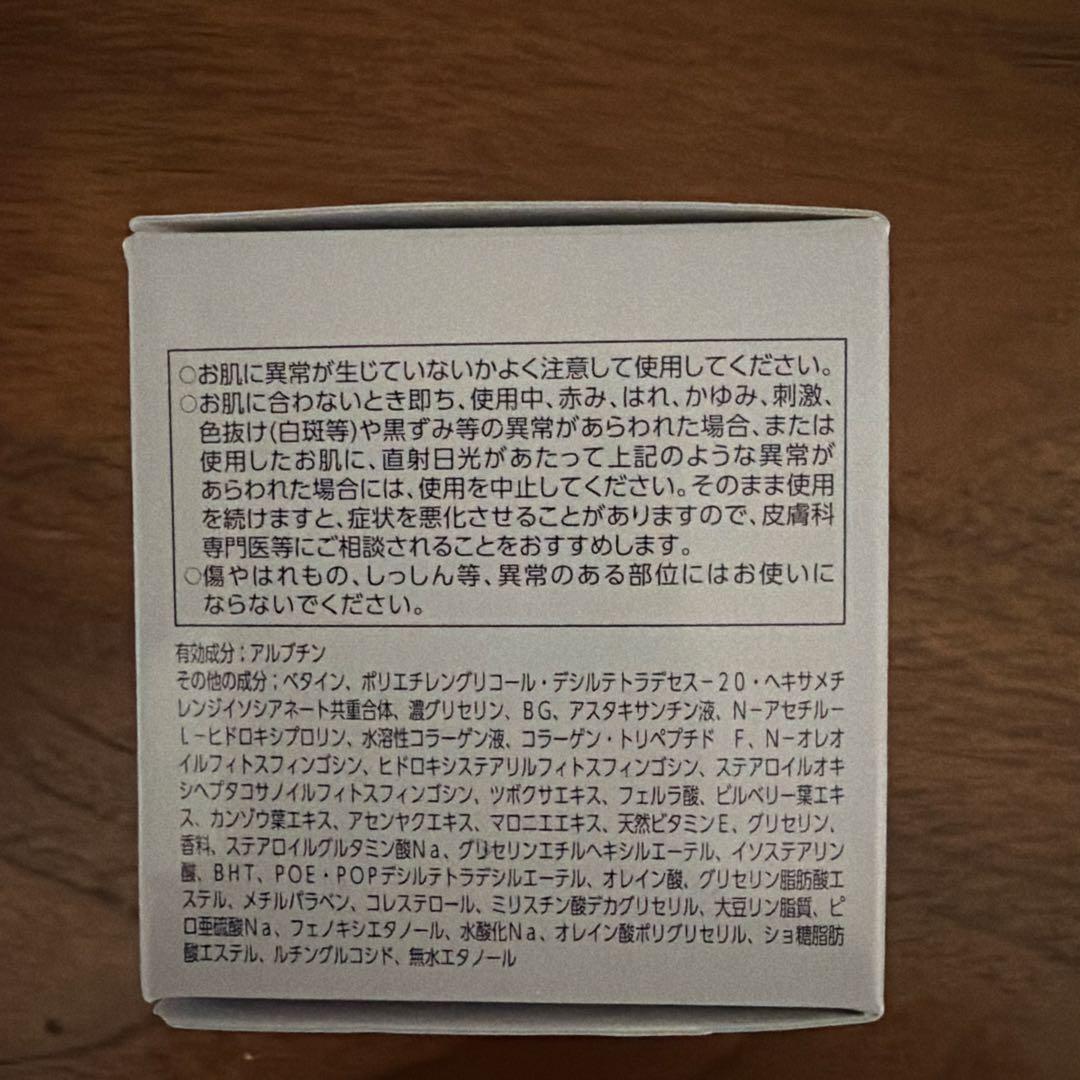 ○お肌に異常が生じていないかよく注意して使用してください。
○お肌に合わないとき即ち、使用中、赤み、はれ、かゆみ、刺激、
色抜け(白斑等)や黒ずみ等の異常があらわれた場合、または
使用したお肌に、直射日光があたって上記のような異常が
あらわれた場合には、使用を中止してください。そのまま使用
を続けますと、症状を悪化させることがありますので、皮膚科
専門医等にご相談されることをおすすめします。
○傷やはれもの、しっしん等、異常のある部位にはお使いに
ならないでください。
有効成分：アルブチン
その他の成分：ベタイン、ポリエチレングリコール・デシルテトラデセス－20・ヘキサメチ
レンジイソシアネート共重合体、濃グリセリン、BG、アスタキサンチン液、N－アセチル－
L－ヒドロキシプロリン、水溶性コラーゲン液、コラーゲン・トリペプチド F、N－オレオ
イルフィトスフィンゴシン、ヒドロキシステアリルフィトスフィンゴシン、ステアロイルオキ
シヘプタコサノイルフィトスフィンゴシン、ツボクサエキス、フェルラ酸、ビルベリー葉エキ
ス、カンゾウ葉エキス、アセンヤクエキス、マロニエエキス、天然ビタミンE、グリセリン、
香料、ステアロイルグルタミン酸Na、グリセリンエチルヘキシルエーテル、イソステアリン
酸、BHT、POE・POPデシルテトラデシルエーテル、オレイン酸、グリセリン脂肪酸エ
ステル、メチルパラベン、コレステロール、ミリスチン酸デカグリセリル、大豆リン脂質、ピ
ロ亜硫酸Na、フェノキシエタノール、水酸化Na、オレイン酸ポリグリセリル、ショ糖脂肪
酸エステル、ルチングルコシド、無水エタノール